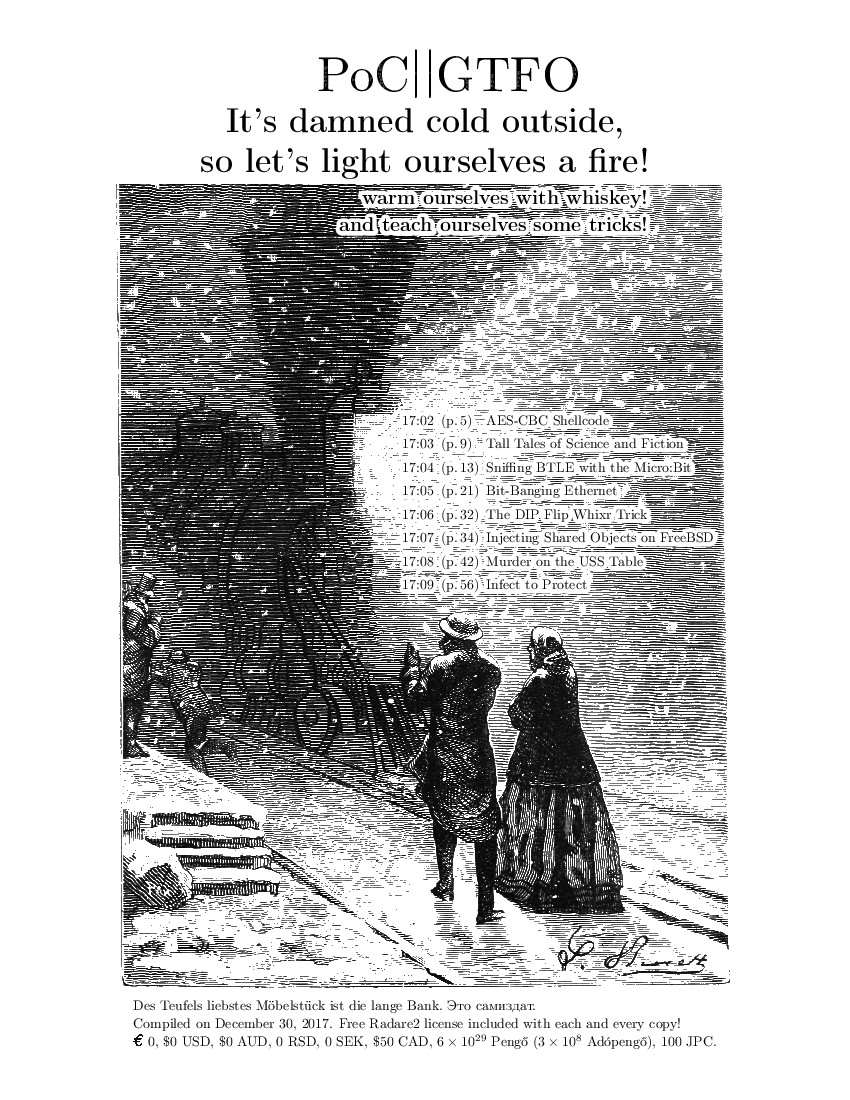 PoC||GTFO
It's damned cold outside,
so let's light ourselves a fire!
warm ourselves with whiskey!
and teach ourselves some tricks!
17:02 (p. 5) AES-CBC Shellcode
17:03 (p. 9) Tall Tales of Science and Fiction
17:04 (p. 13) Sniffing BTLE with the Micro:Bit
17:05 (p. 21) Bit-Banging Ethernet
17:06 (p. 32) The DIP Flip Whixr Trick
17:07 (p. 34) Injecting Shared Objects on FreeBSD
17:08 (p. 42) Murder on the USS Table
17:09 (p. 56) Infect to Protect
Des Teufels liebstes Möbelstück ist die lange Bank. Это самиздат.
Compiled on December 30, 2017. Free Radare2 license included with each and every copy!
€ 0, $0 USD, $0 AUD, 0 RSD, 0 SEK, $50 CAD, 6 × 10²⁹ Pengő (3 × 10⁸ Adópengő), 100 JPC.